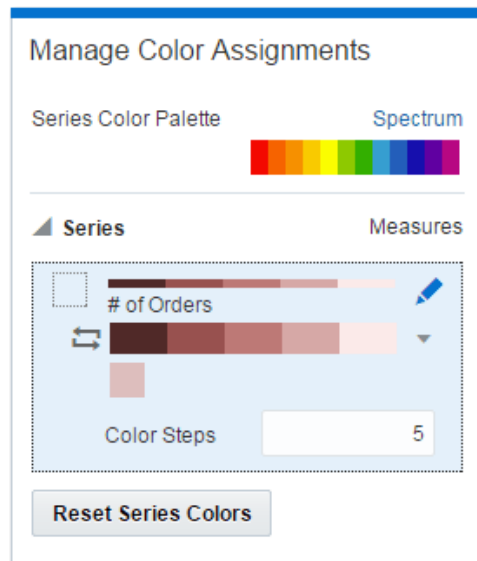 Manage Color Assignments
Series Color Palette Spectrum
Series Measures
# of Orders
Color Steps 5
Reset Series Colors